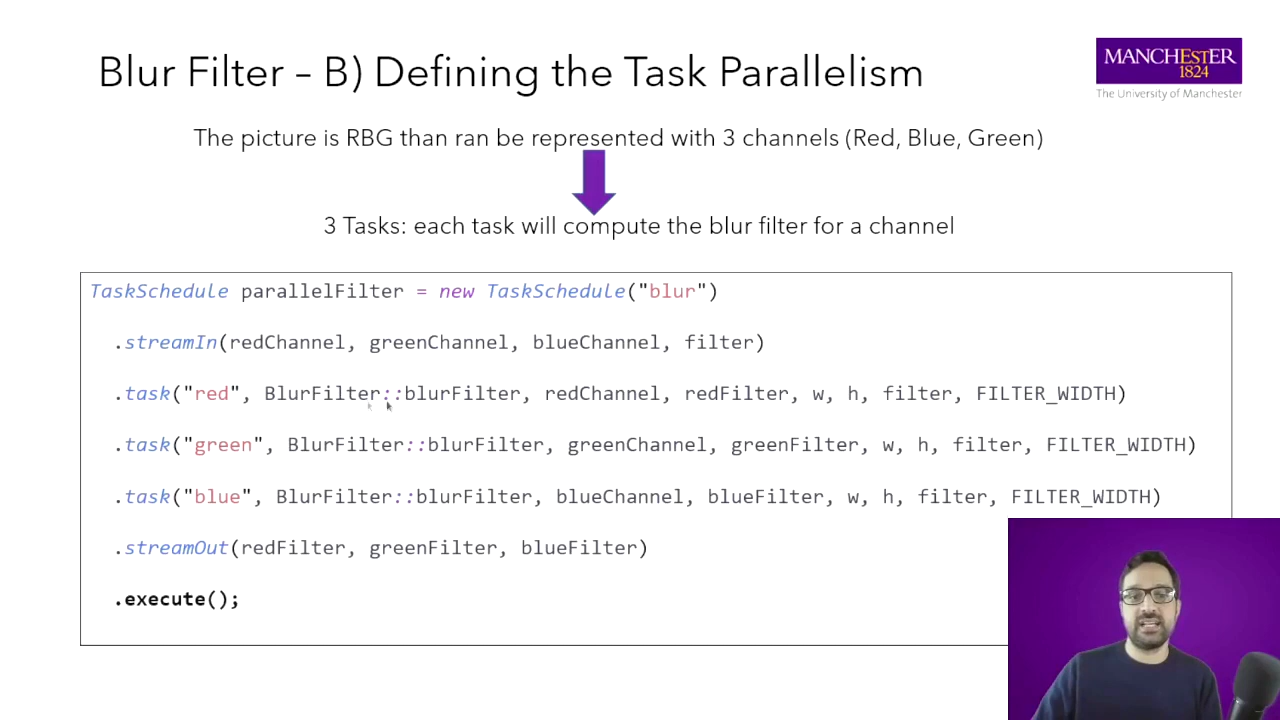 Blur Filter – B) Defining the Task Parallelism
MANCHESTER
1824
The University of Manchester
The picture is RBG than ran be represented with 3 channels (Red, Blue, Green)
3 Tasks: each task will compute the blur filter for a channel
TaskSchedule parallelFilter = new TaskSchedule("blur")
.streamIn(redChannel, greenChannel, blueChannel, filter)
.task("red", BlurFilter::blurFilter, redChannel, redFilter, w, h, filter, FILTER_WIDTH)
.task("green", BlurFilter::blurFilter, greenChannel, greenFilter, w, h, filter, FILTER_WIDTH)
.task("blue", BlurFilter::blurFilter, blueChannel, blueFilter, w, h, filter, FILTER_WIDTH)
.streamOut(redFilter, greenFilter, blueFilter)
.execute();